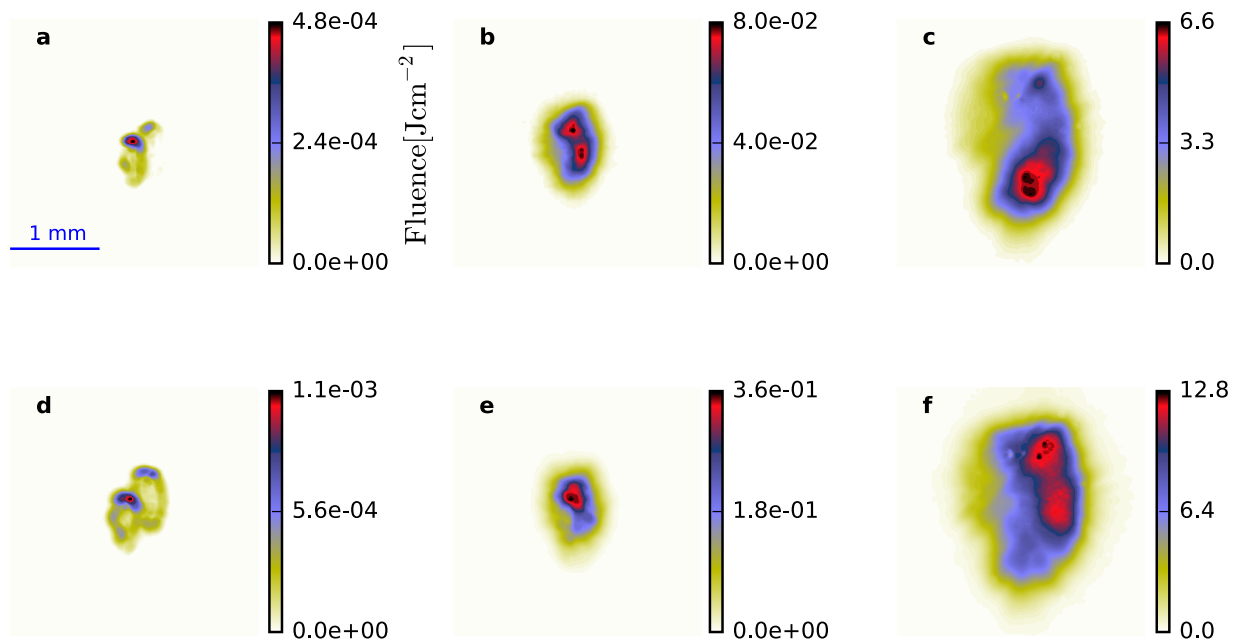 a
4.8e-04
2.4e-04
0.0e+00
1 mm
Fluence[Jcm⁻²]
b
8.0e-02
4.0e-02
0.0e+00
c
6.6
3.3
0.0
d
1.1e-03
5.6e-04
0.0e+00
e
3.6e-01
1.8e-01
0.0e+00
f
12.8
6.4
0.0